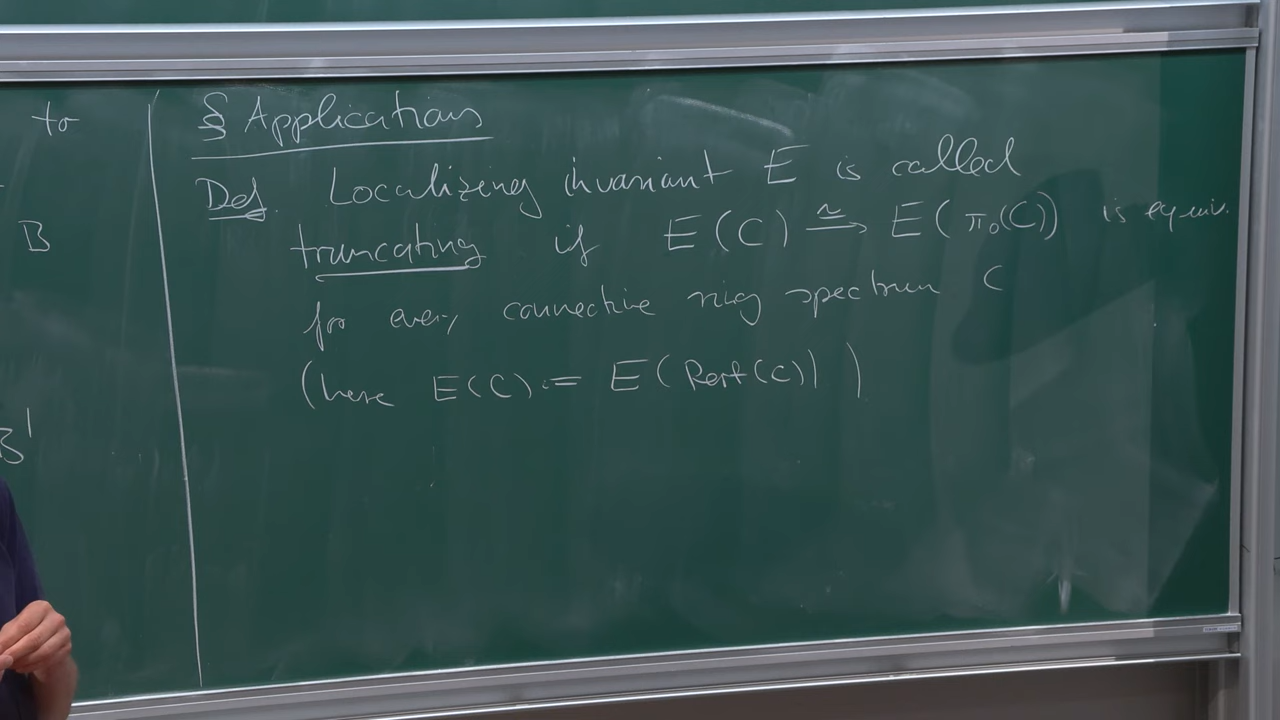 to
B
B'
§ Applications
Def. Localizing invariant E is called
truncating if E(C) ≃→ E(π₀(C)) is equiv.
for every connective ring spectrum C
(here E(C) := E(Perf(C)) )